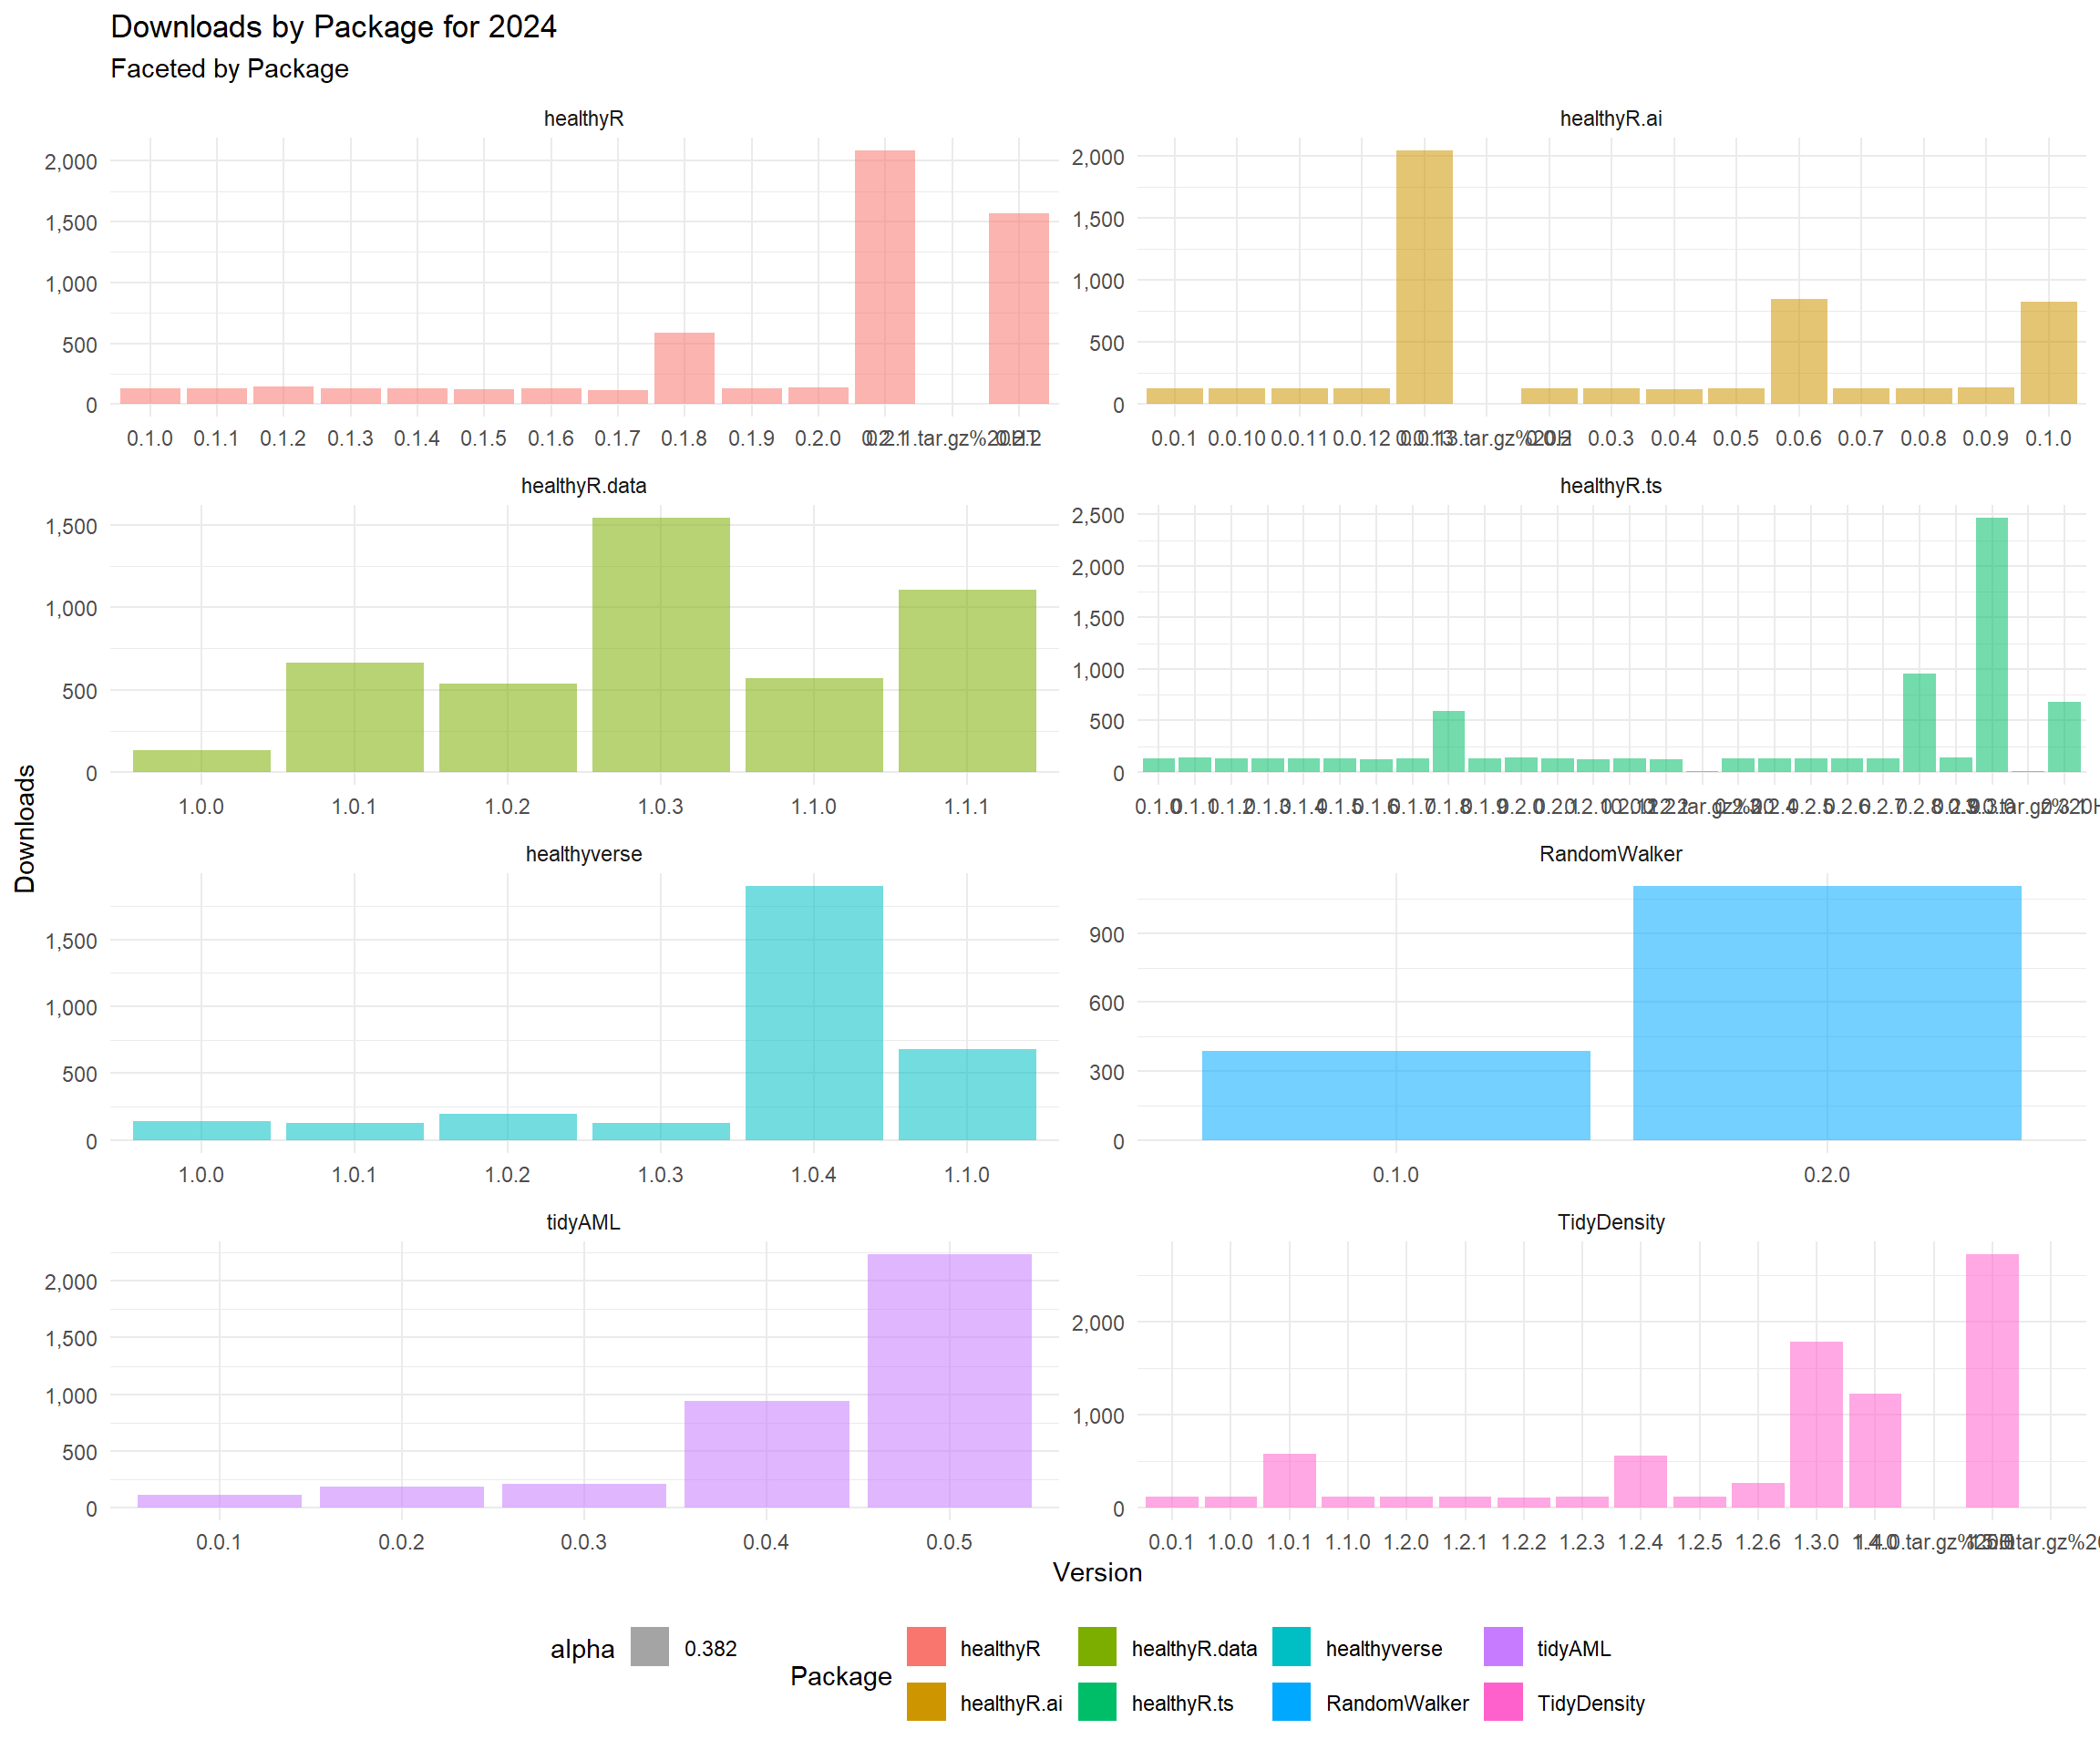 Downloads by Package for 2024
Faceted by Package
healthyR
2,000
1,500
1,000
500
0
0.1.0 0.1.1 0.1.2 0.1.3 0.1.4 0.1.5 0.1.6 0.1.7 0.1.8 0.1.9 0.2.0
healthyR.ai
2,000
1,500
1,000
500
0
0.0.1 0.0.10 0.0.11 0.0.12 0.0.3 0.0.4 0.0.5 0.0.6 0.0.7 0.0.8 0.0.9 0.1.0
healthyR.data
1,500
1,000
500
0
1.0.0 1.0.1 1.0.2 1.0.3 1.1.0 1.1.1
healthyR.ts
2,500
2,000
1,500
1,000
500
0
healthyverse
1,500
1,000
500
0
1.0.0 1.0.1 1.0.2 1.0.3 1.0.4 1.1.0
RandomWalker
900
600
300
0
0.1.0 0.2.0
tidyAML
2,000
1,500
1,000
500
0
0.0.1 0.0.2 0.0.3 0.0.4 0.0.5
TidyDensity
2,000
1,000
0
0.0.1 1.0.0 1.0.1 1.1.0 1.2.0 1.2.1 1.2.2 1.2.3 1.2.4 1.2.5 1.2.6 1.3.0
Downloads
Version
alpha 0.382
Package
healthyR healthyR.data healthyverse tidyAML
healthyR.ai healthyR.ts RandomWalker TidyDensity